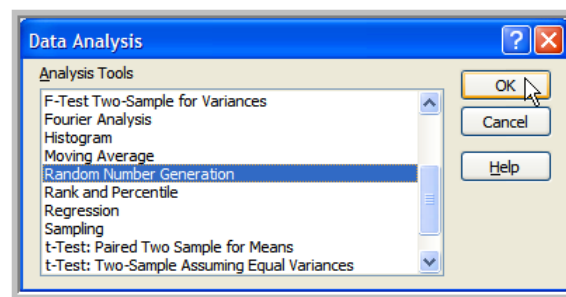 Data Analysis
Analysis Tools
F-Test Two-Sample for Variances
Fourier Analysis
Histogram
Moving Average
Random Number Generation
Rank and Percentile
Regression
Sampling
t-Test: Paired Two Sample for Means
t-Test: Two-Sample Assuming Equal Variances
?
OK
Cancel
Help